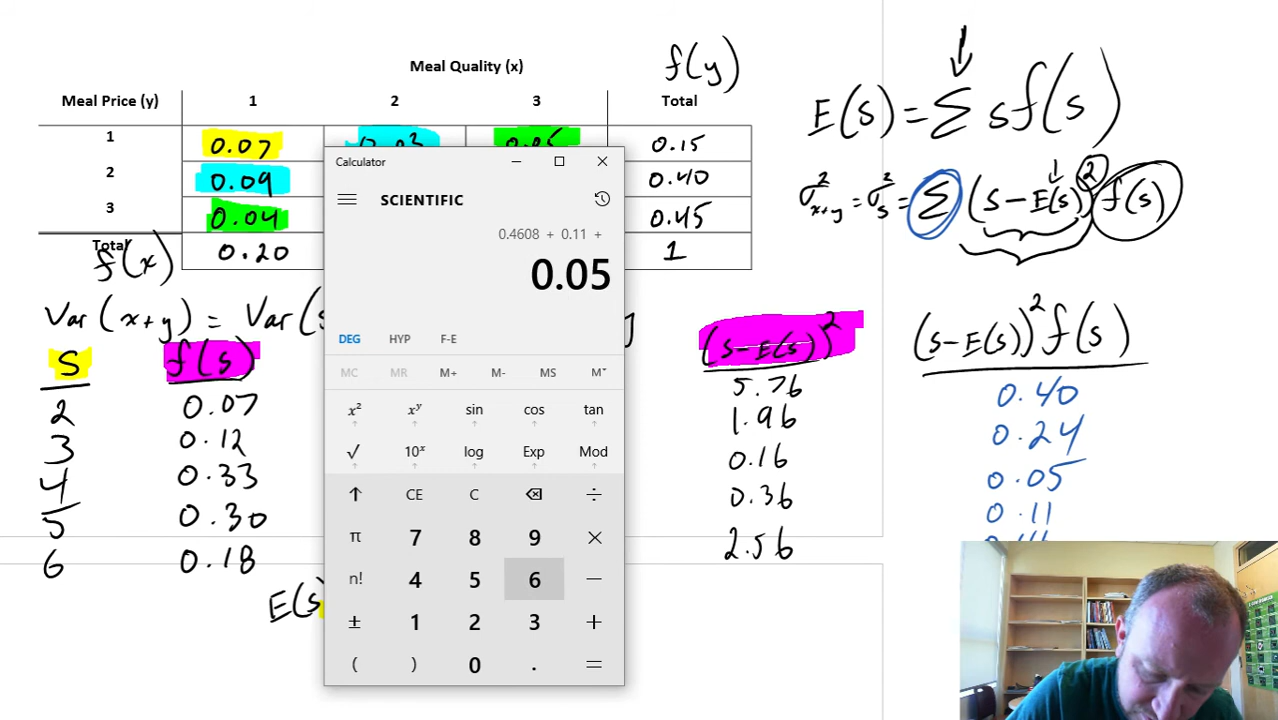 Meal Quality (x) f(y)
Meal Price (y) 1 2 3 Total
1 0.07 0.15
2 0.09 0.40
3 0.04 0.45
Total f(x) 0.20 1
E(s) = Σ s f(s)
σ²x+y = σ²s = Σ (s − E(s))² f(s)
Var(x+y) = Var(
Calculator
SCIENTIFIC
0.4608 + 0.11 +
0.05
DEG HYP F-E
MC MR M+ M- MS M˅
x² xʸ sin cos tan
√ 10ˣ log Exp Mod
↑ CE C ⌫ ÷
π 7 8 9 ×
n! 4 5 6 −
± 1 2 3 +
( ) 0 . =
S f(s) (s − E(s))² (s − E(s))² f(s)
2 0.07 5.76 0.40
3 0.12 1.96 0.24
4 0.33 0.16 0.05
5 0.30 0.36 0.11
6 0.18 2.56
E(s)